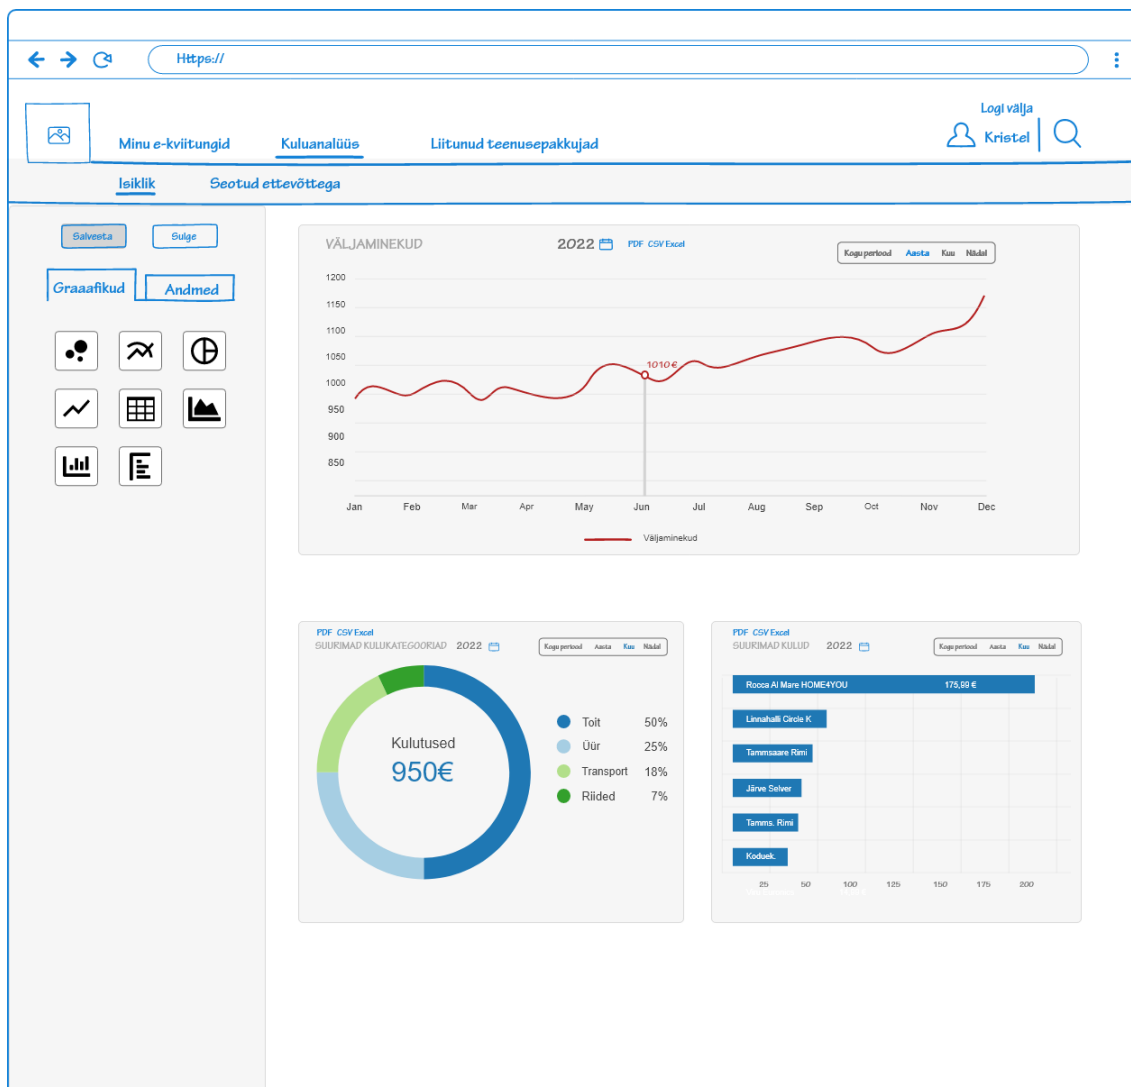 Https://
Logi välja
Minu e-kviitungid Kuluanalüüs Liitunud teenusepakkujad Kristel
Isiklik Seotud ettevõttega
Salvesta Sulge
Graaafikud Andmed
VÄLJAMINEKUD 2022 PDF CSV Excel
Kogu periood Aasta Kuu Nädal
1200
1150
1100
1050
1010€
1000
950
900
850
Jan Feb Mar Apr May Jun Jul Aug Sep Oct Nov Dec
Väljaminekud
PDF CSV Excel
SUURIMAD KULUKATEGOORIAD 2022 Kogu periood Aasta Kuu Nädal
Kulutused
950€
Toit 50%
Üür 25%
Transport 18%
Riided 7%
PDF CSV Excel
SUURIMAD KULUD 2022 Kogu periood Aasta Kuu Nädal
Rocca Al Mare HOME4YOU 175,99 €
Linnahalli Circle K
Tammsaare Rimi
Järve Selver
Tamms. Rimi
Koduek.
25 50 100 125 150 175 200